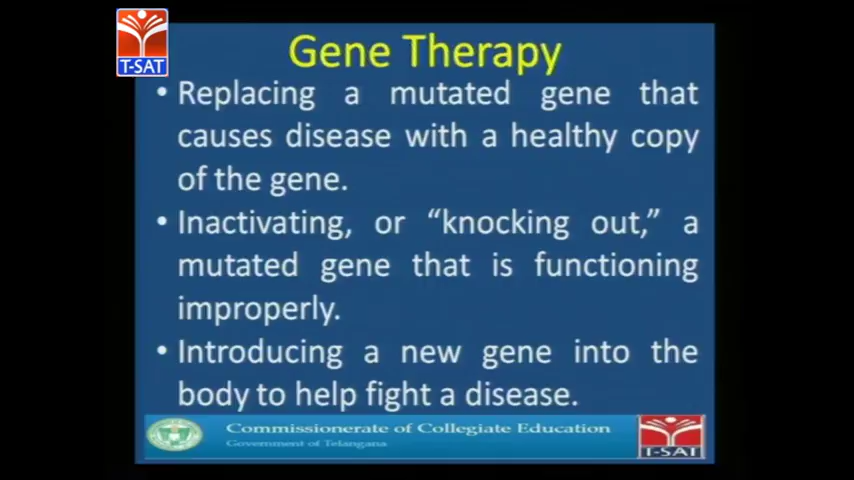 T-SAT
Gene Therapy
• Replacing a mutated gene that
causes disease with a healthy copy
of the gene.
• Inactivating, or “knocking out,” a
mutated gene that is functioning
improperly.
• Introducing a new gene into the
body to help fight a disease.
Commissionerate of Collegiate Education
Government of Telangana
T-SAT